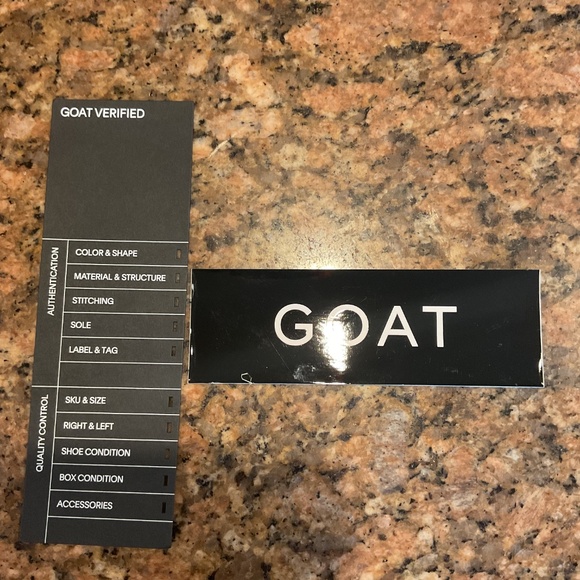 GOAT VERIFIED
AUTHENTICATION
COLOR & SHAPE
MATERIAL & STRUCTURE
STITCHING
SOLE
LABEL & TAG
QUALITY CONTROL
SKU & SIZE
RIGHT & LEFT
SHOE CONDITION
BOX CONDITION
ACCESSORIES
GOAT